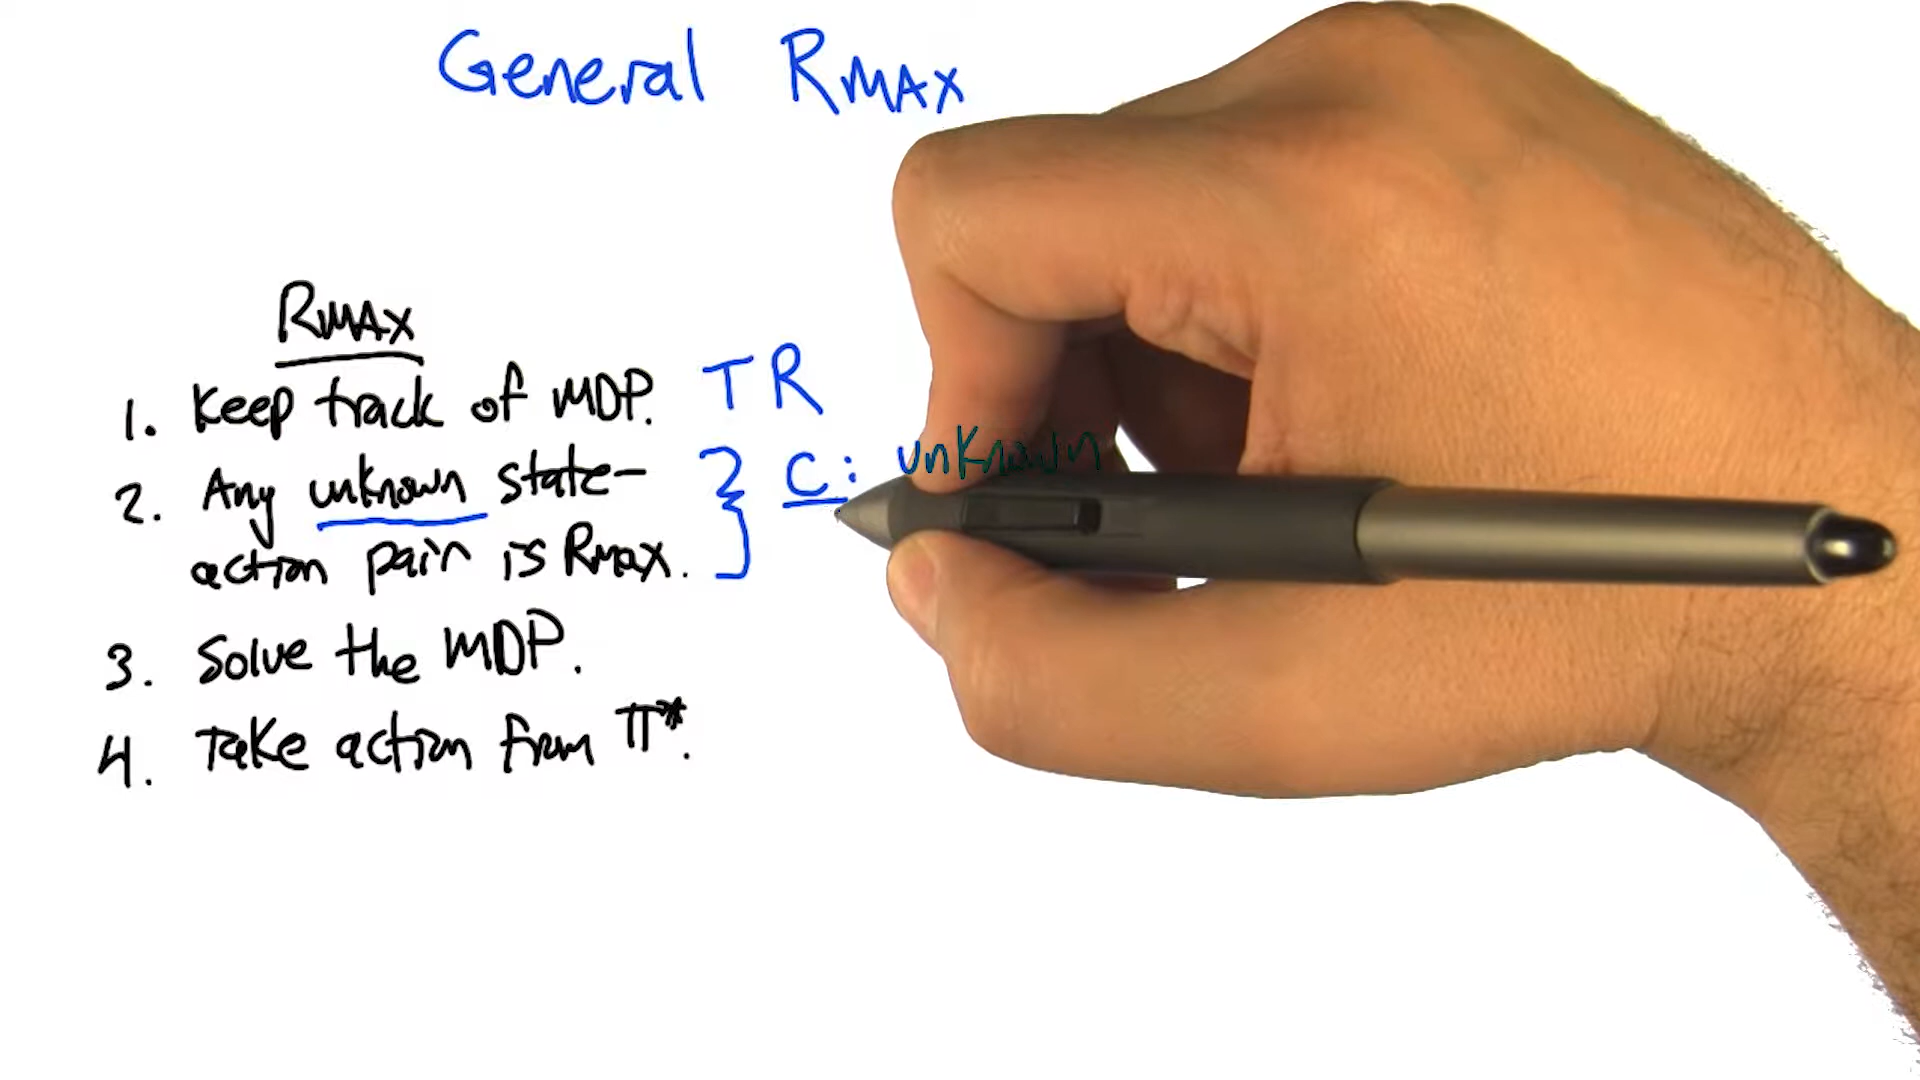 General RMAX
RMAX
1. Keep track of MDP. T R
2. Any unknown state-
action pair is Rmax.
C: unknown
3. Solve the MDP.
4. Take action from π*.